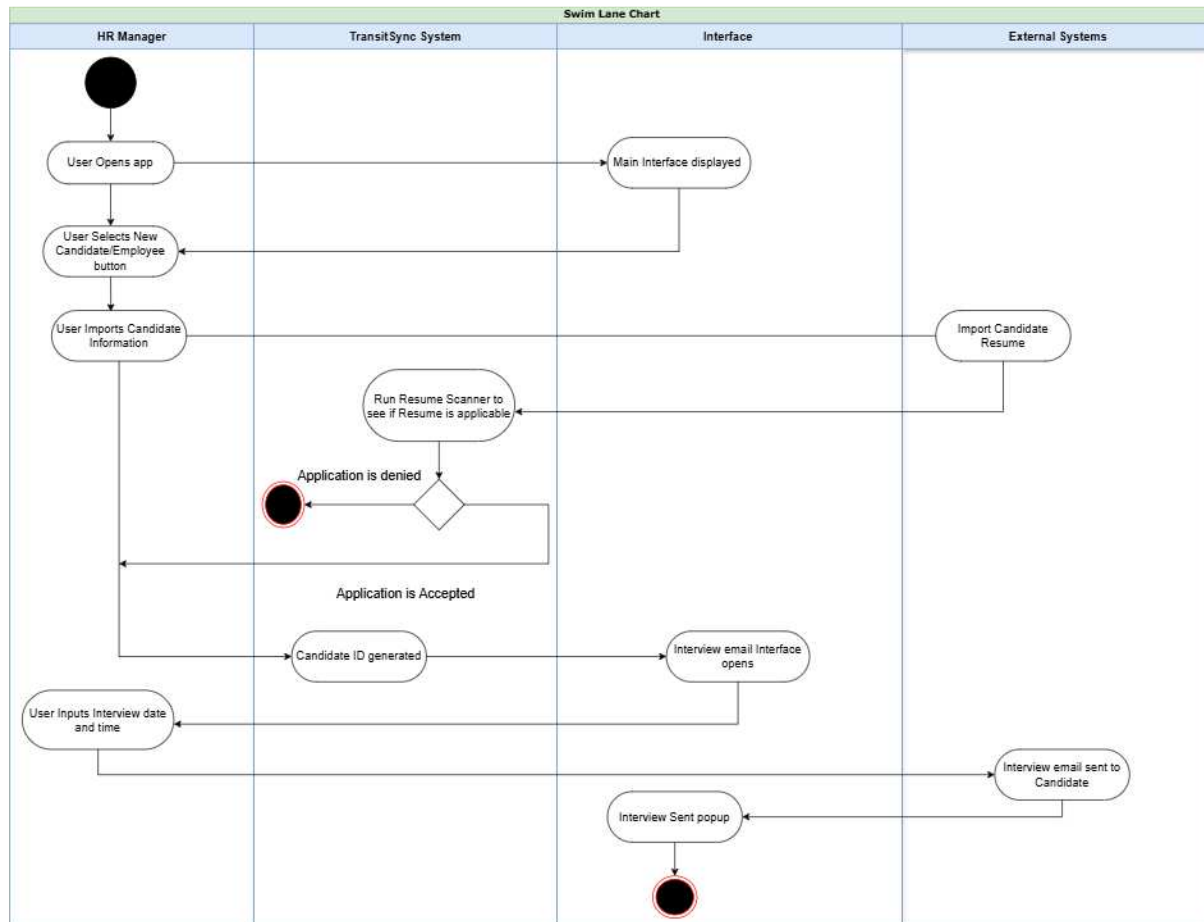 Swim Lane Chart
HR Manager
TransitSync System
Interface
External Systems
User Opens app
Main Interface displayed
User Selects New
Candidate/Employee
button
User Imports Candidate
Information
Import Candidate
Resume
Run Resume Scanner to
see if Resume is applicable
Application is denied
Application is Accepted
Candidate ID generated
Interview email Interface
opens
User Inputs Interview date
and time
Interview email sent to
Candidate
Interview Sent popup